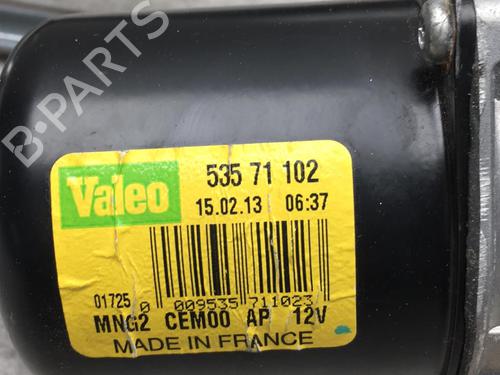 Valeo
535 71 102
15.02.13 06:37
01725
0 009535 711023
MNG2 CEM00 AP 12V
MADE IN FRANCE
B-PARTS